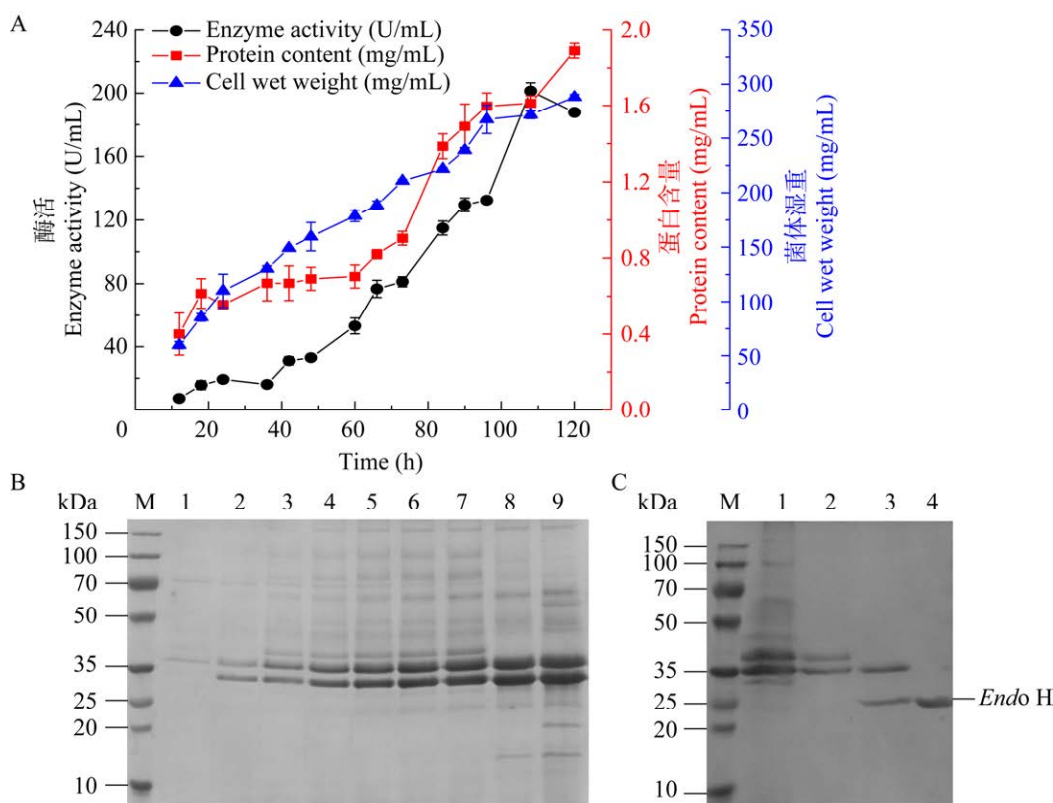 A
Enzyme activity (U/mL)
Protein content (mg/mL)
Cell wet weight (mg/mL)
240
200
160
120
80
40
酶活
Enzyme activity (U/mL)
2.0
1.6
1.2
0.8
0.4
0.0
蛋白含量
Protein content (mg/mL)
350
300
250
200
150
100
50
0
菌体湿重
Cell wet weight (mg/mL)
0 20 40 60 80 100 120
Time (h)
B
kDa M 1 2 3 4 5 6 7 8 9
150
100
70
50
35
25
20
10
C
kDa M 1 2 3 4
150
100
70
50
35
25
20
10
Endo H